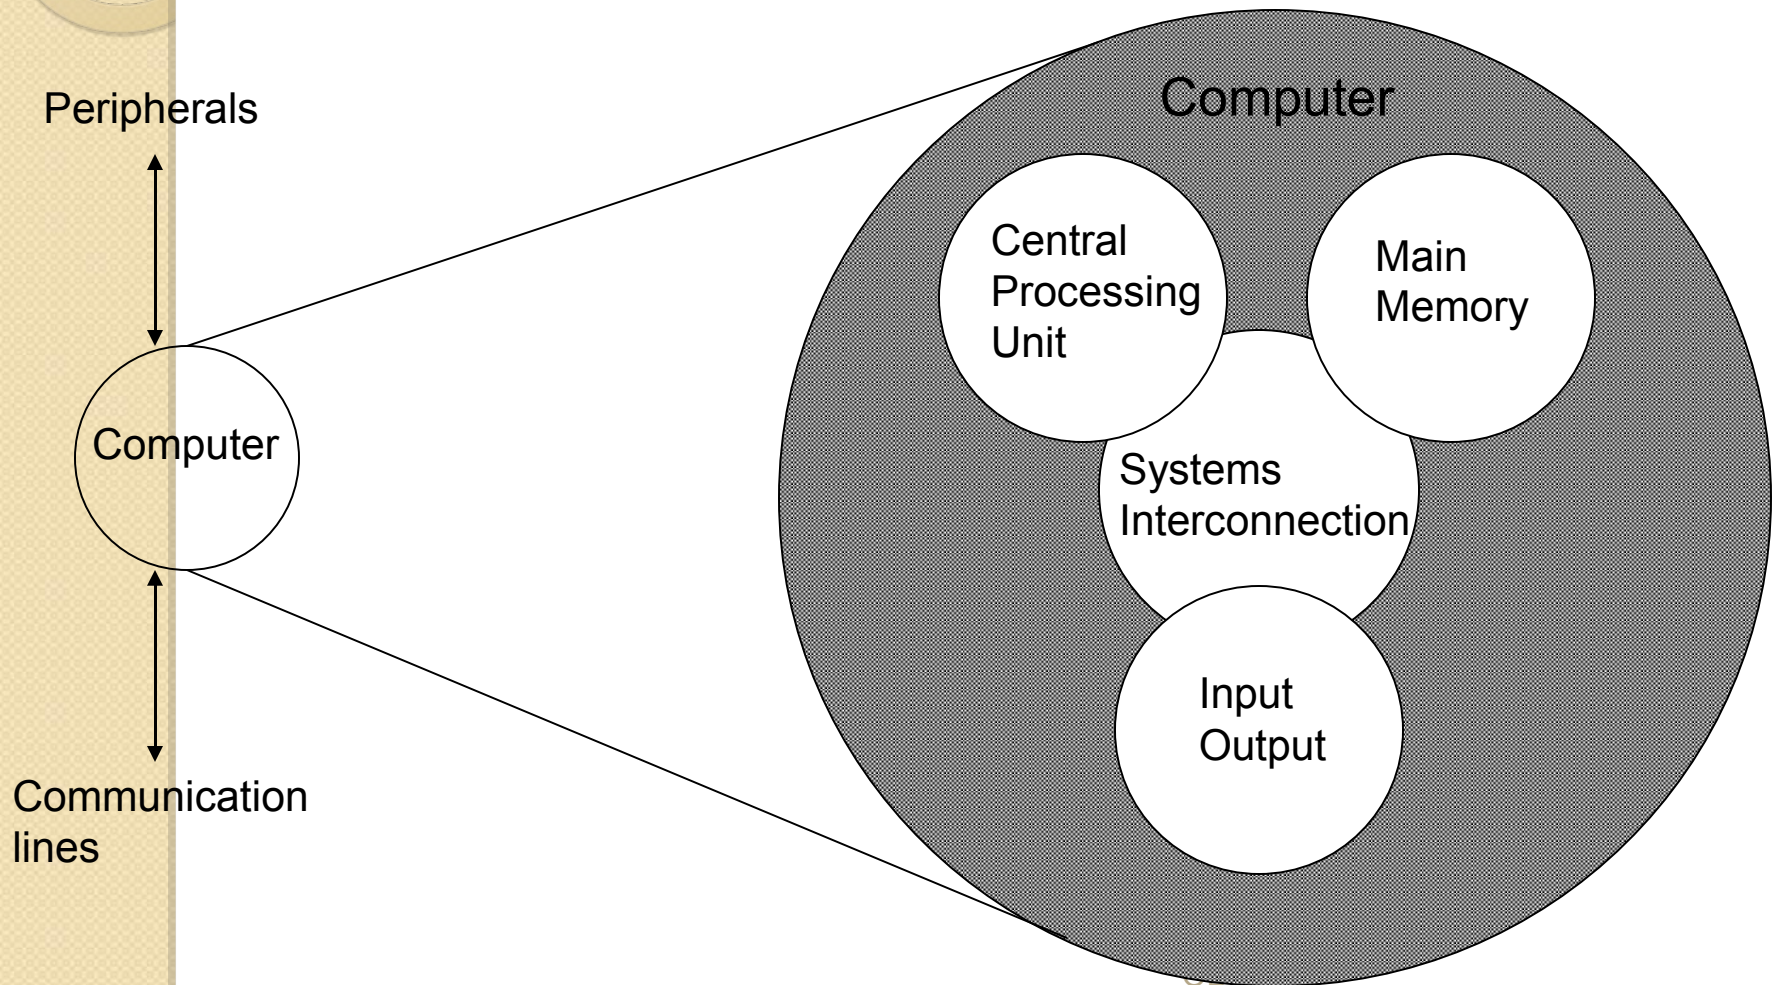 Peripherals
Computer
Communication
lines
Computer
Central
Processing
Unit
Main
Memory
Systems
Interconnection
Input
Output